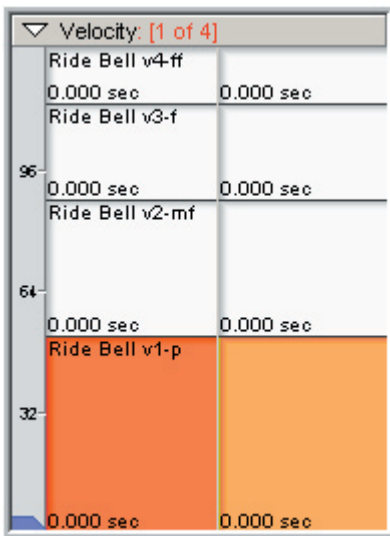 Velocity: [1 of 4]
Ride Bell v4-ff
0.000 sec 0.000 sec
Ride Bell v3-f
96
0.000 sec 0.000 sec
Ride Bell v2-mf
64
0.000 sec 0.000 sec
Ride Bell v1-p
32
0.000 sec 0.000 sec